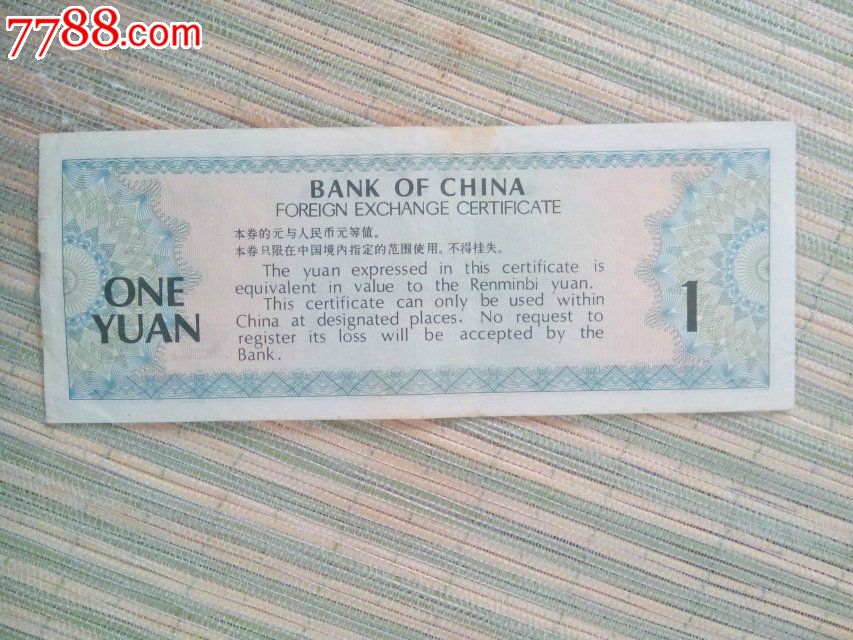 7788.com
BANK OF CHINA
FOREIGN EXCHANGE CERTIFICATE
本券的元与人民币元等值。
本券只限在中国境内指定的范围使用，不得挂失。
The yuan expressed in this certificate is
equivalent in value to the Renminbi yuan.
This certificate can only be used within
China at designated places. No request to
register its loss will be accepted by the
Bank.
ONE
YUAN
1